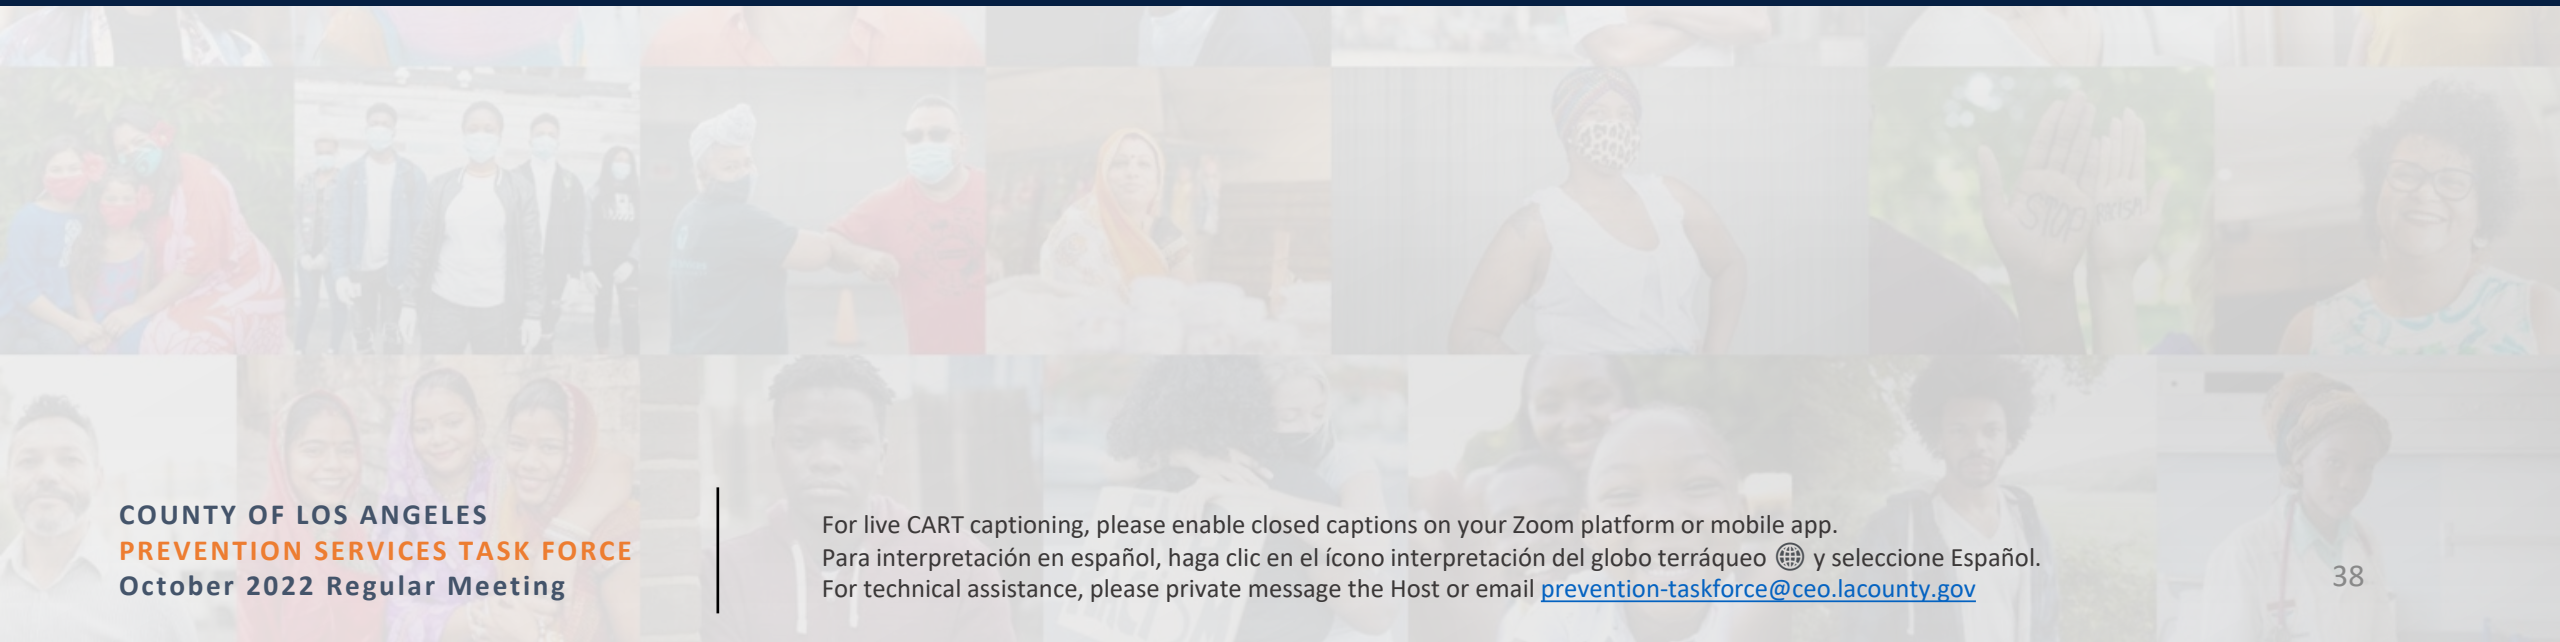 STOP RACISM
COUNTY OF LOS ANGELES
PREVENTION SERVICES TASK FORCE
October 2022 Regular Meeting
For live CART captioning, please enable closed captions on your Zoom platform or mobile app.
Para interpretación en español, haga clic en el ícono interpretación del globo terráqueo y seleccione Español.
For technical assistance, please private message the Host or email prevention-taskforce@ceo.lacounty.gov
38